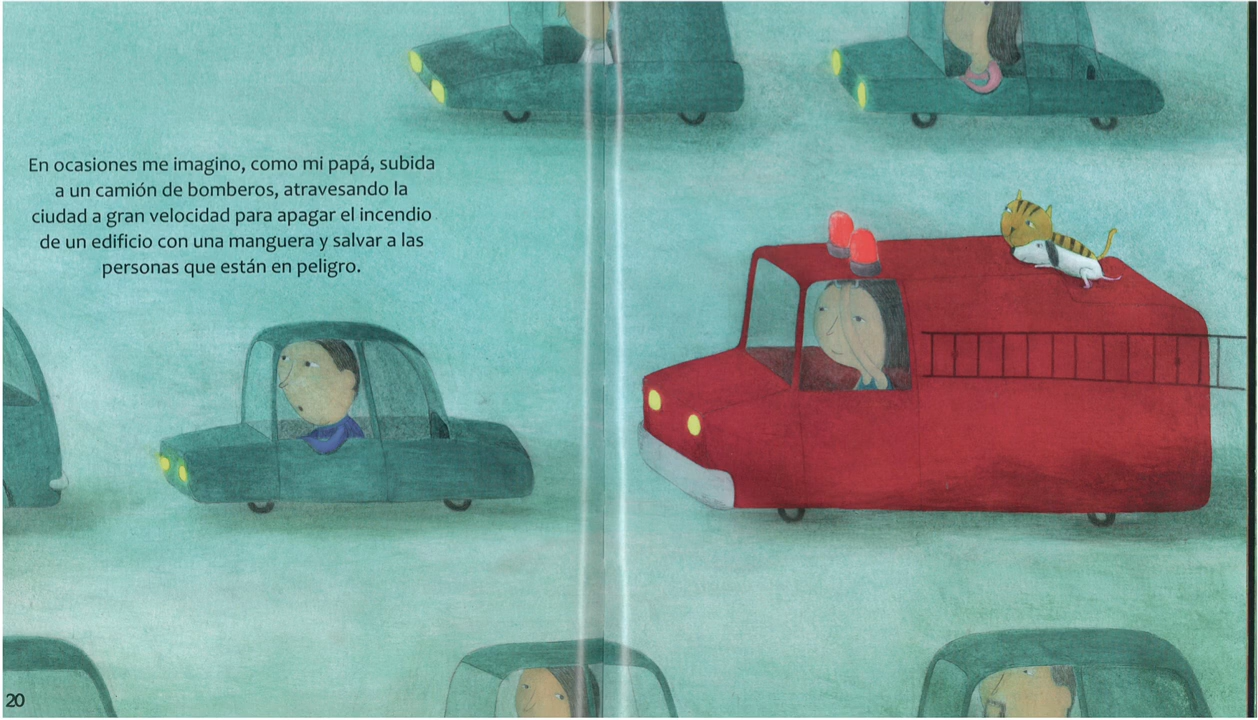 En ocasiones me imagino, como mi papá, subida
a un camión de bomberos, atravesando la
ciudad a gran velocidad para apagar el incendio
de un edificio con una manguera y salvar a las
personas que están en peligro.
20